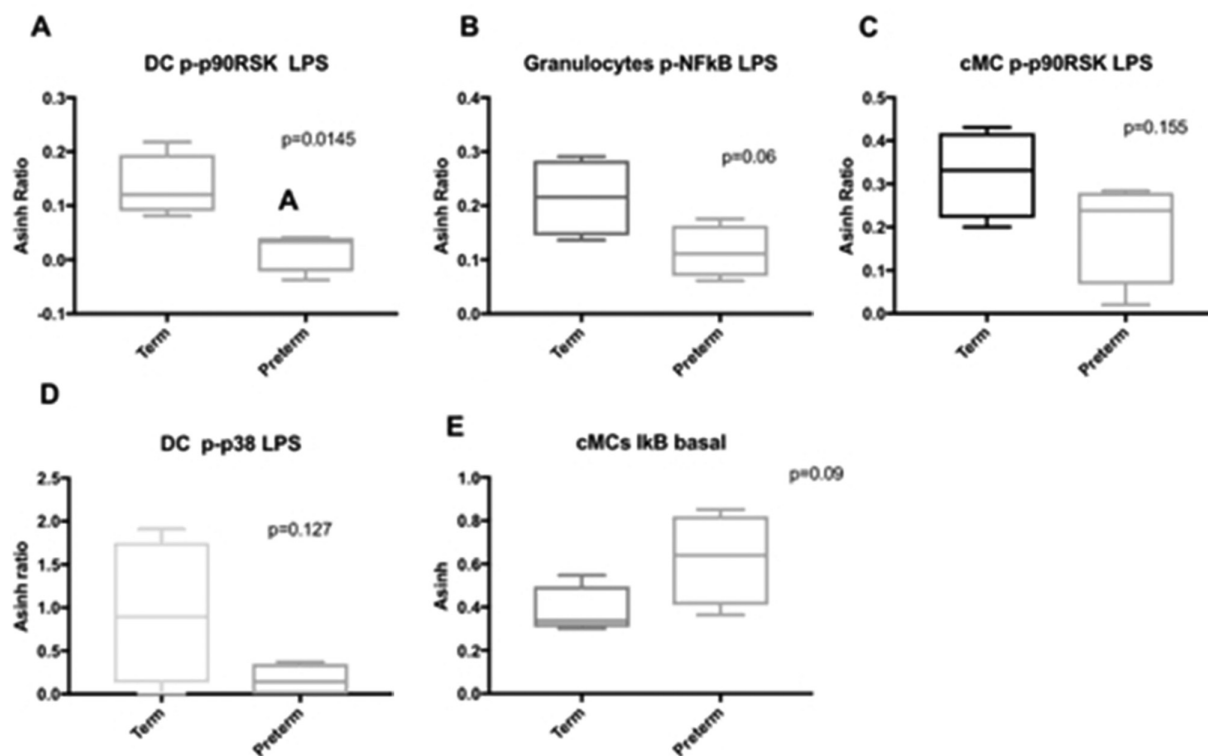 A
DC p-p90RSK LPS
Asinh Ratio
0.3
0.2
0.1
0.0
-0.1
p=0.0145
A
Term
Preterm
B
Granulocytes p-NFkB LPS
0.4
0.3
0.2
0.1
0.0
p=0.06
Asinh Ratio
Term
Preterm
C
cMC p-p90RSK LPS
Asinh Ratio
0.5
0.4
0.3
0.2
0.1
0.0
p=0.155
Term
Preterm
D
DC p-p38 LPS
Asinh ratio
2.5
2.0
1.5
1.0
0.5
0.0
p=0.127
Term
Preterm
E
cMCs IkB basal
Asinh
1.0
0.8
0.6
0.4
0.2
0.0
p=0.09
Term
Preterm